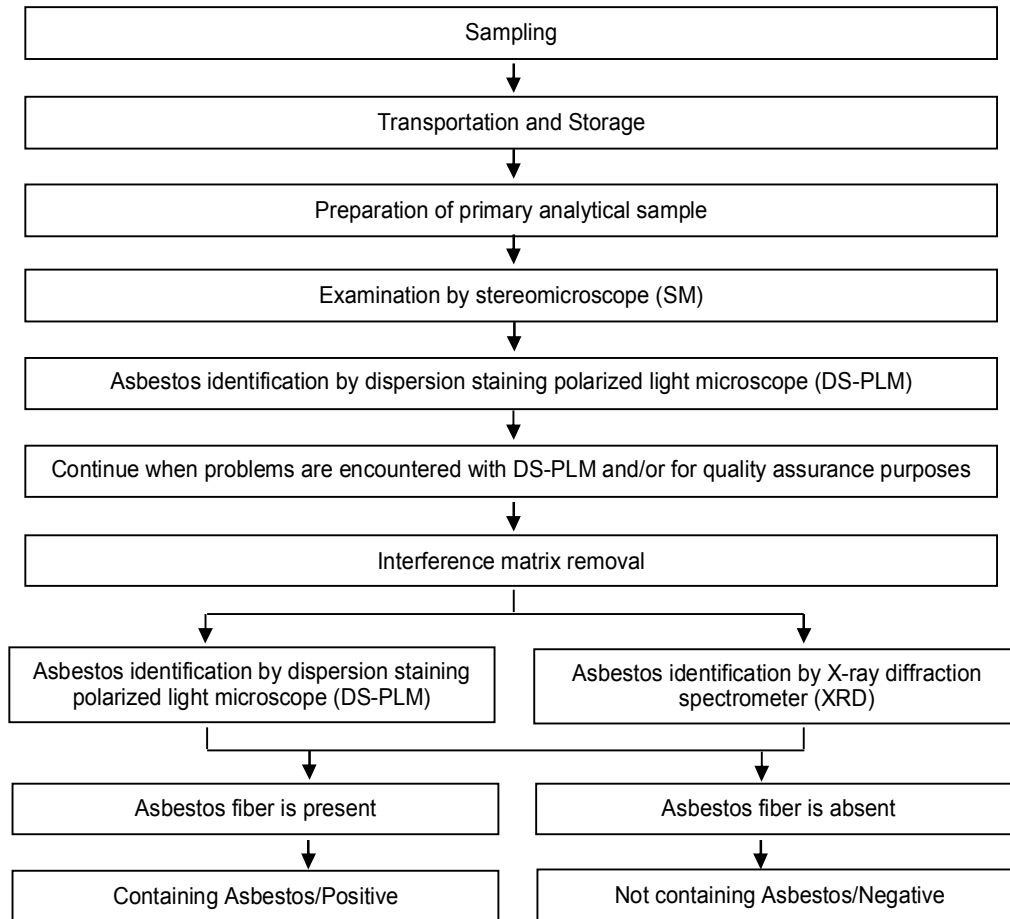 Sampling
Transportation and Storage
Preparation of primary analytical sample
Examination by stereomicroscope (SM)
Asbestos identification by dispersion staining polarized light microscope (DS-PLM)
Continue when problems are encountered with DS-PLM and/or for quality assurance purposes
Interference matrix removal
Asbestos identification by dispersion staining
polarized light microscope (DS-PLM)
Asbestos identification by X-ray diffraction
spectrometer (XRD)
Asbestos fiber is present
Asbestos fiber is absent
Containing Asbestos/Positive
Not containing Asbestos/Negative